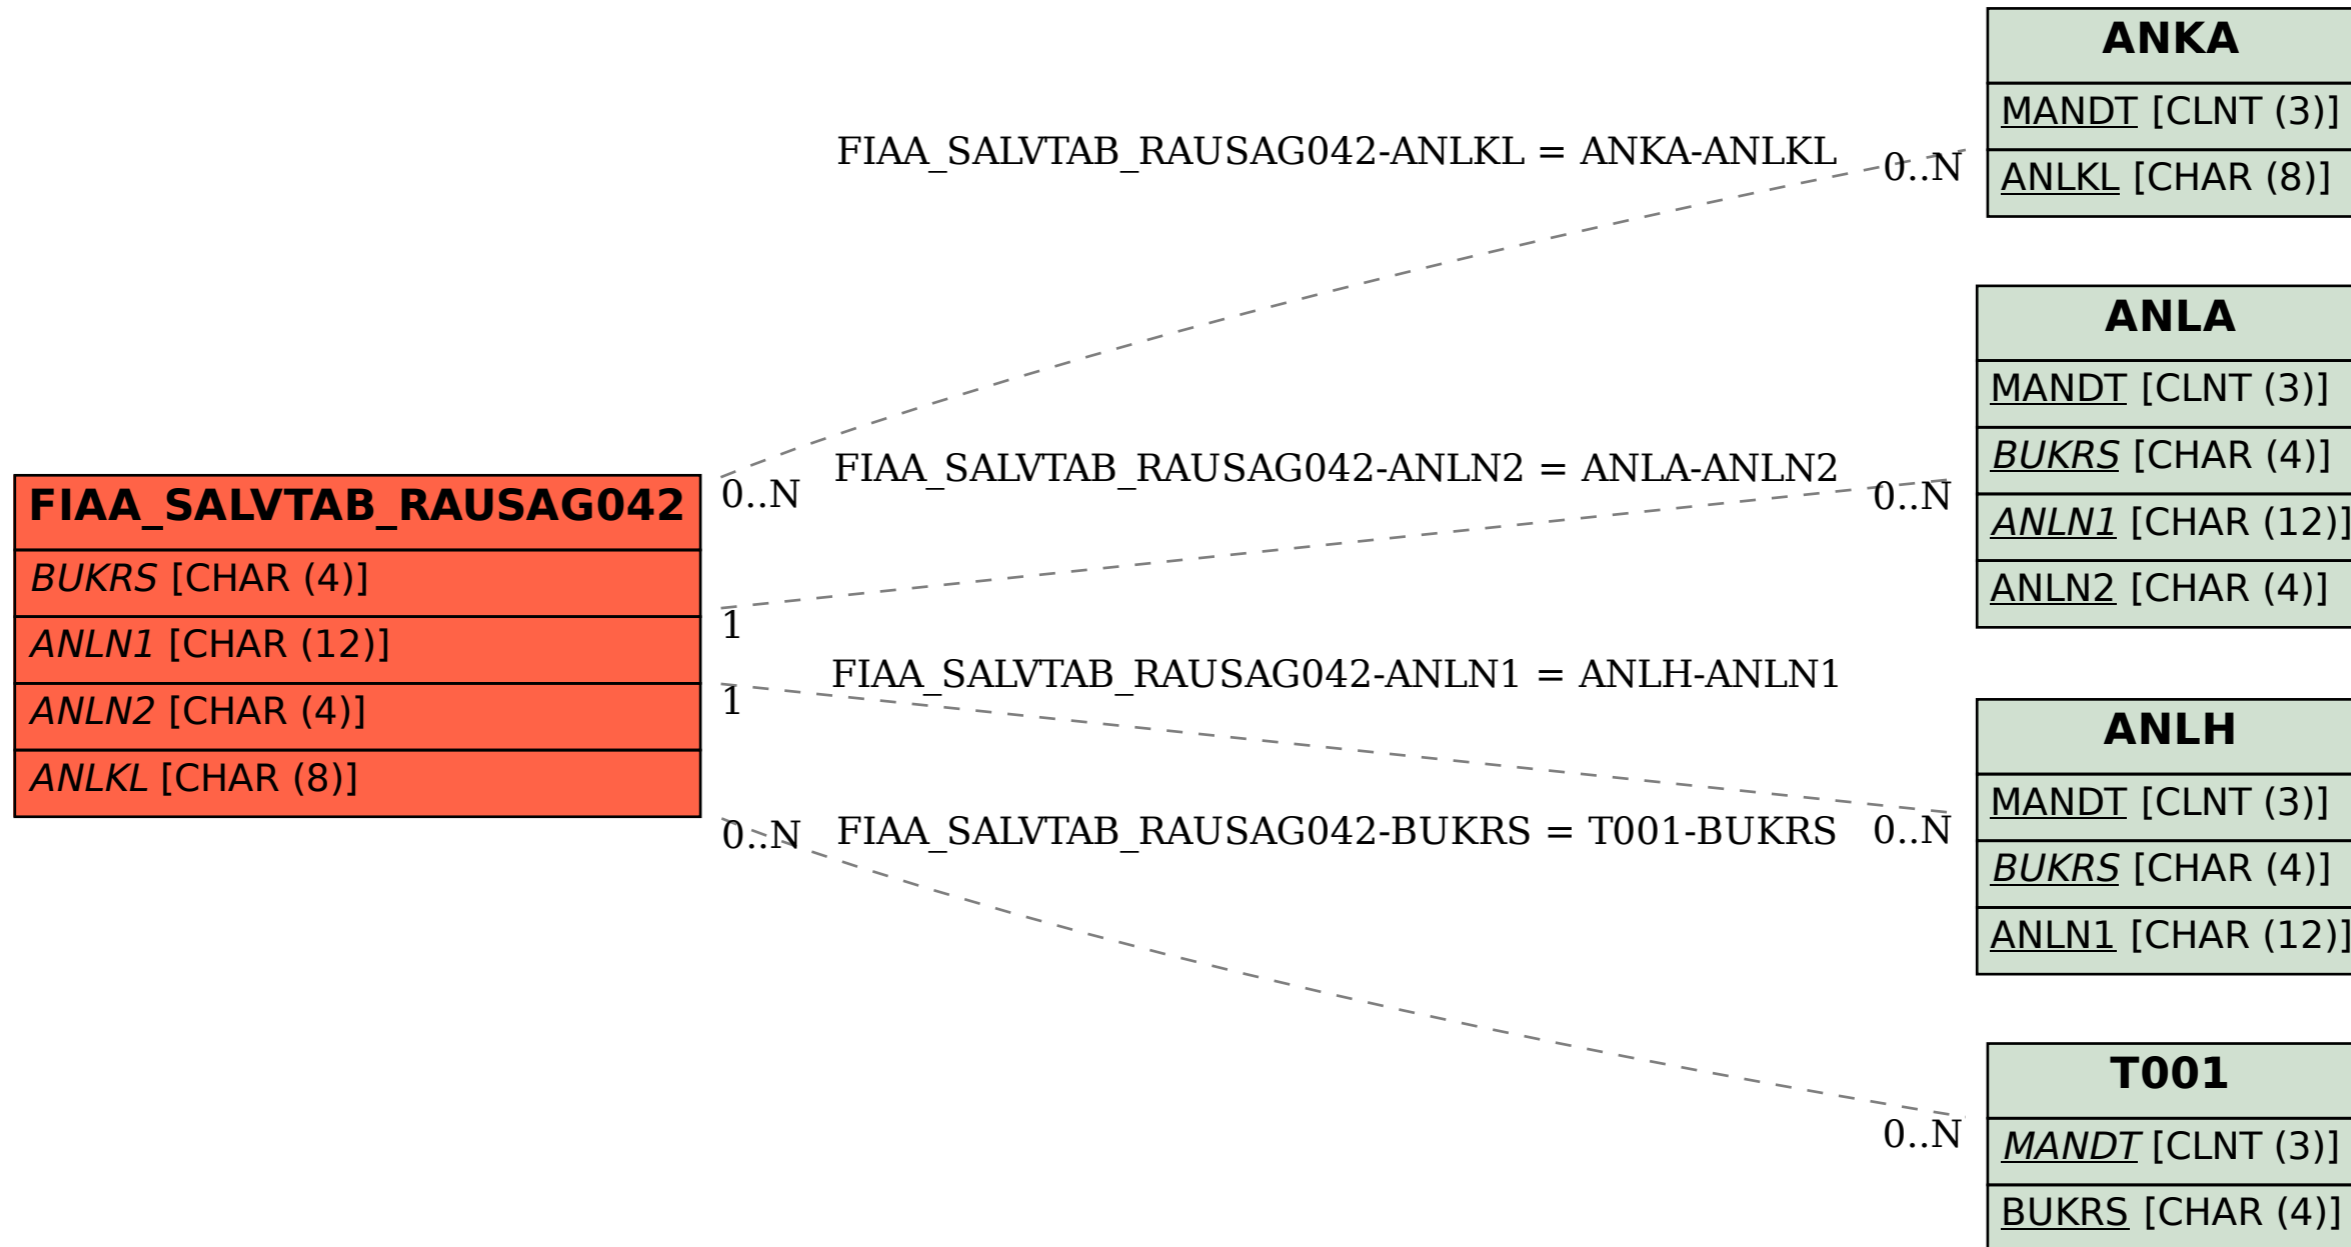 ANKA
MANDT [CLNT (3)]
ANLKL [CHAR (8)]
FIAA_SALVTAB_RAUSAG042-ANLKL = ANKA-ANLKL
0..N
ANLA
MANDT [CLNT (3)]
BUKRS [CHAR (4)]
ANLN1 [CHAR (12)]
ANLN2 [CHAR (4)]
FIAA_SALVTAB_RAUSAG042-ANLN2 = ANLA-ANLN2
0..N
0..N
FIAA_SALVTAB_RAUSAG042
BUKRS [CHAR (4)]
ANLN1 [CHAR (12)]
ANLN2 [CHAR (4)]
ANLKL [CHAR (8)]
1
1
FIAA_SALVTAB_RAUSAG042-ANLN1 = ANLH-ANLN1
ANLH
MANDT [CLNT (3)]
BUKRS [CHAR (4)]
ANLN1 [CHAR (12)]
0..N
FIAA_SALVTAB_RAUSAG042-BUKRS = T001-BUKRS
0..N
T001
MANDT [CLNT (3)]
BUKRS [CHAR (4)]
0..N